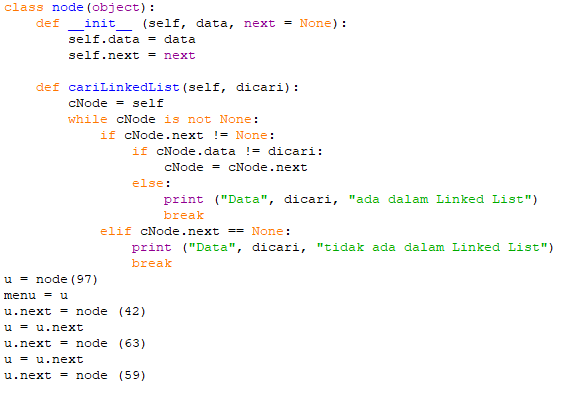 class node(object):
    def __init__ (self, data, next = None):
        self.data = data
        self.next = next
    def cariLinkedList(self, dicari):
        cNode = self
        while cNode is not None:
            if cNode.next != None:
                if cNode.data != dicari:
                    cNode = cNode.next
                else:
                    print ("Data", dicari, "ada dalam Linked List")
                    break
            elif cNode.next == None:
                print ("Data", dicari, "tidak ada dalam Linked List")
                break
u = node(97)
menu = u
u.next = node (42)
u = u.next
u.next = node (63)
u = u.next
u.next = node (59)